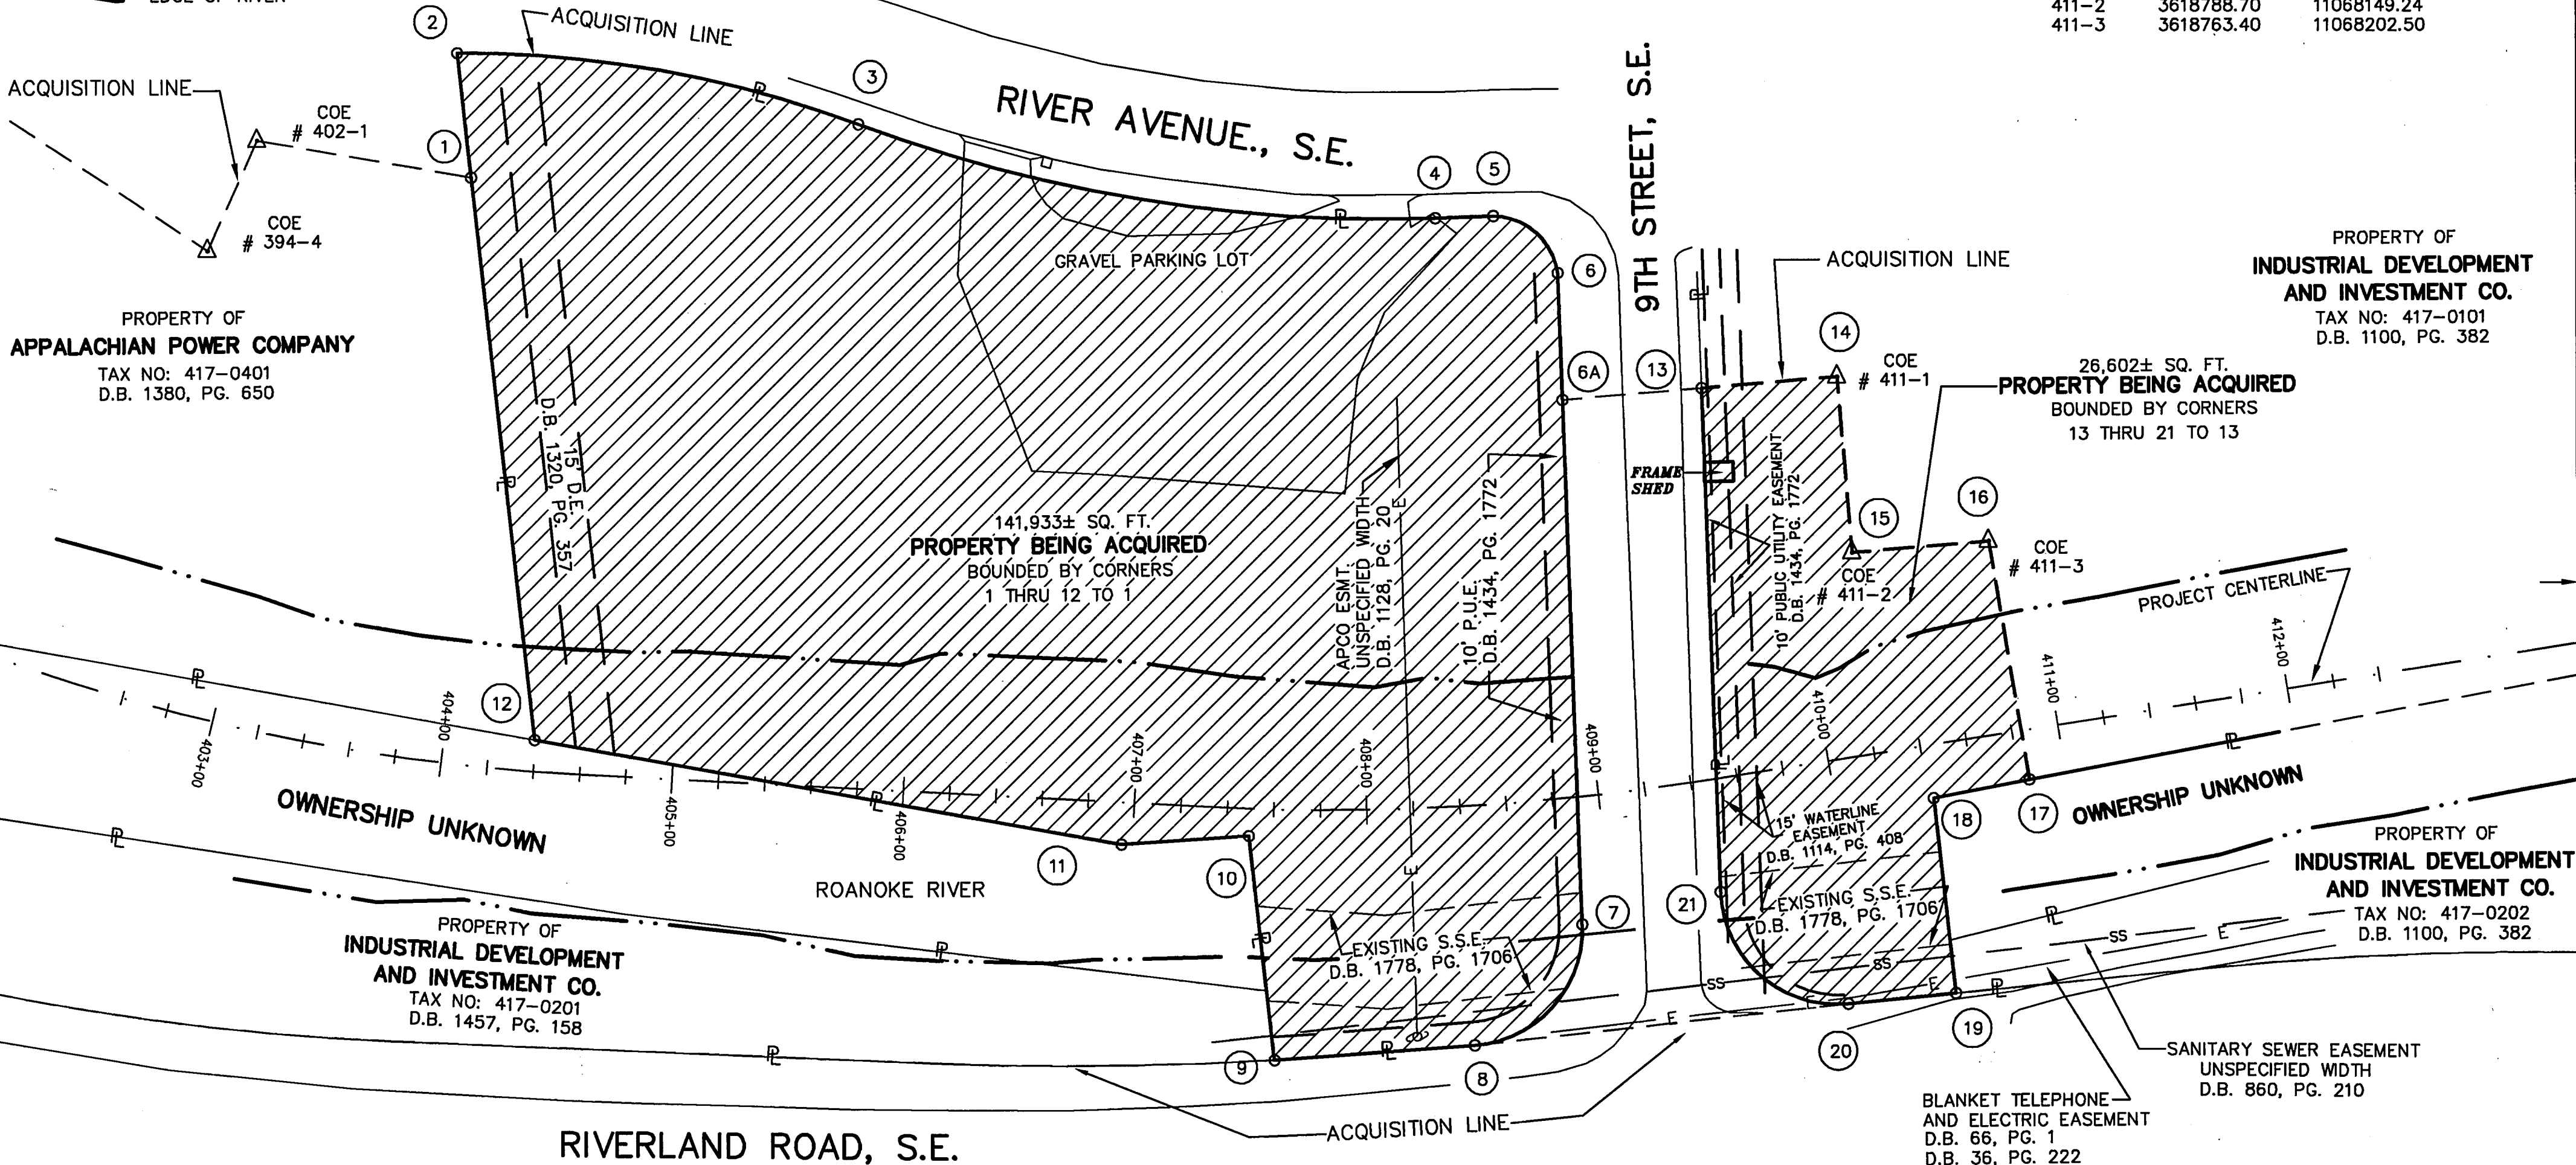 EDGE OF RIVER
411-2 3618788.70 11068149.24
411-3 3618763.40 11068202.50
2
ACQUISITION LINE
ACQUISITION LINE
COE
# 402-1
1
COE
# 394-4
3
RIVER AVENUE., S.E.
4
5
6
9TH STREET, S.E.
GRAVEL PARKING LOT
ACQUISITION LINE
PROPERTY OF
INDUSTRIAL DEVELOPMENT
AND INVESTMENT CO.
TAX NO: 417-0101
D.B. 1100, PG. 382
PROPERTY OF
APPALACHIAN POWER COMPANY
TAX NO: 417-0401
D.B. 1380, PG. 650
6A
13
14
COE
# 411-1
26,602± SQ. FT.
PROPERTY BEING ACQUIRED
BOUNDED BY CORNERS
13 THRU 21 TO 13
15' D.E.
D.B. 1320, PG. 357
FRAME
SHED
10' PUBLIC UTILITY EASEMENT
D.B. 1434, PG. 1772
15
16
COE
# 411-2
COE
# 411-3
141,933± SQ. FT.
PROPERTY BEING ACQUIRED
BOUNDED BY CORNERS
1 THRU 12 TO 1
APCO ESMT.
UNSPECIFIED WIDTH
D.B. 1128, PG. 20
E
E
10' P.U.E.
D.B. 1434, PG. 1772
PROJECT CENTERLINE
12
403+00
404+00
405+00
406+00
407+00
408+00
409+00
410+00
411+00
412+00
OWNERSHIP UNKNOWN
11
10
ROANOKE RIVER
15' WATERLINE
EASEMENT
D.B. 1114, PG. 408
18
17
OWNERSHIP UNKNOWN
PROPERTY OF
INDUSTRIAL DEVELOPMENT
AND INVESTMENT CO.
TAX NO: 417-0202
D.B. 1100, PG. 382
PROPERTY OF
INDUSTRIAL DEVELOPMENT
AND INVESTMENT CO.
TAX NO: 417-0201
D.B. 1457, PG. 158
EXISTING S.S.E.
D.B. 1778, PG. 1706
7
21
EXISTING S.S.E.
D.B. 1778, PG. 1706
SS
SS
SS
E
E
E
E
9
8
20
19
SANITARY SEWER EASEMENT
UNSPECIFIED WIDTH
D.B. 860, PG. 210
BLANKET TELEPHONE
AND ELECTRIC EASEMENT
D.B. 66, PG. 1
D.B. 36, PG. 222
ACQUISITION LINE
RIVERLAND ROAD, S.E.